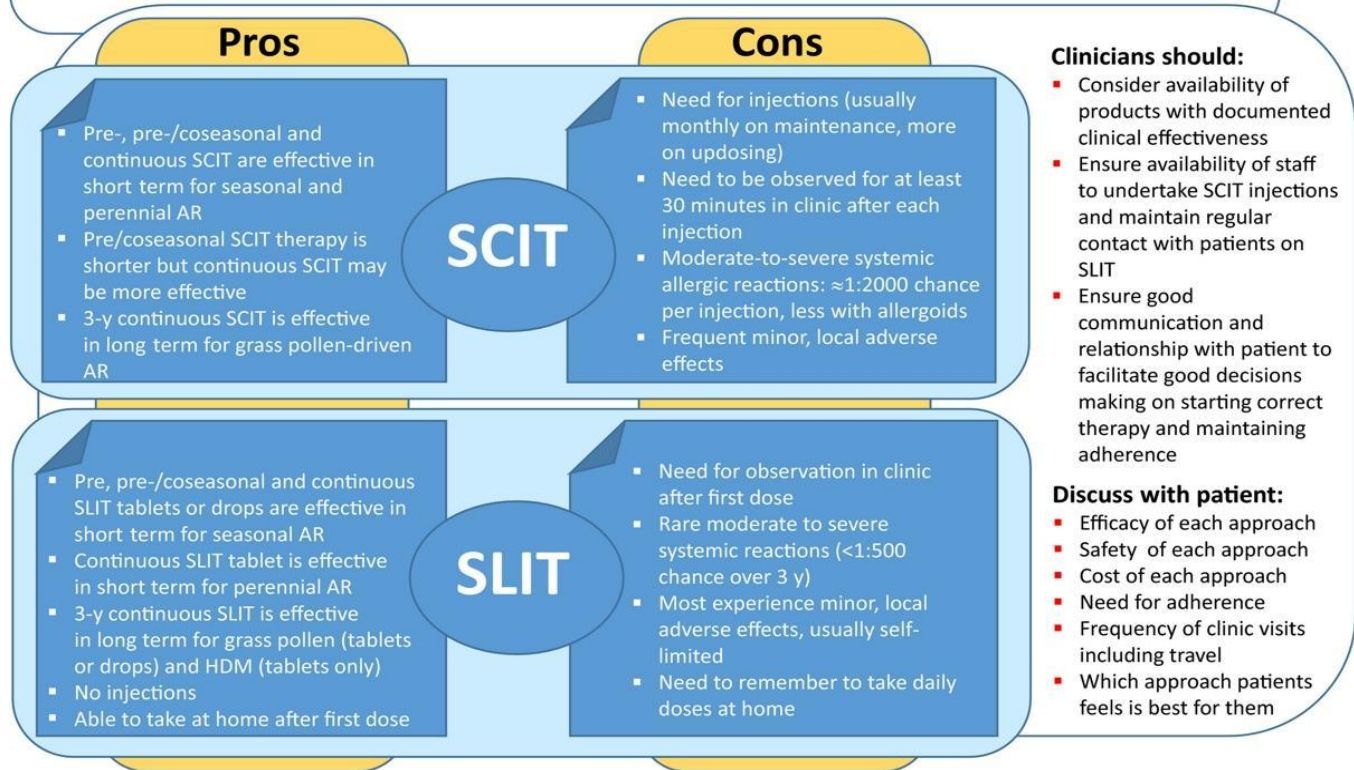 Pros
Pre-, pre-/coseasonal and
continuous SCIT are effective in
short term for seasonal and
perennial AR
Pre/coseasonal SCIT therapy is
shorter but continuous SCIT may
be more effective
3-y continuous SCIT is effective
in long term for grass pollen-driven
AR
SCIT
Cons
Need for injections (usually
monthly on maintenance, more
on updosing)
Need to be observed for at least
30 minutes in clinic after each
injection
Moderate-to-severe systemic
allergic reactions: ≈1:2000 chance
per injection, less with allergoids
Frequent minor, local adverse
effects
Pre, pre-/coseasonal and continuous
SLIT tablets or drops are effective in
short term for seasonal AR
Continuous SLIT tablet is effective
in short term for perennial AR
3-y continuous SLIT is effective
in long term for grass pollen (tablets
or drops) and HDM (tablets only)
No injections
Able to take at home after first dose
SLIT
Need for observation in clinic
after first dose
Rare moderate to severe
systemic reactions (<1:500
chance over 3 y)
Most experience minor, local
adverse effects, usually self-
limited
Need to remember to take daily
doses at home
Clinicians should:
Consider availability of
products with documented
clinical effectiveness
Ensure availability of staff
to undertake SCIT injections
and maintain regular
contact with patients on
SLIT
Ensure good
communication and
relationship with patient to
facilitate good decisions
making on starting correct
therapy and maintaining
adherence
Discuss with patient:
Efficacy of each approach
Safety of each approach
Cost of each approach
Need for adherence
Frequency of clinic visits
including travel
Which approach patients
feels is best for them